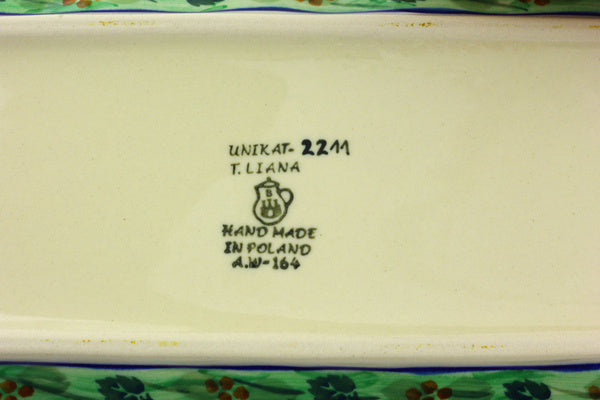 UNIKAT-2211
T. LIANA
B
HAND MADE
IN POLAND
A.W-164